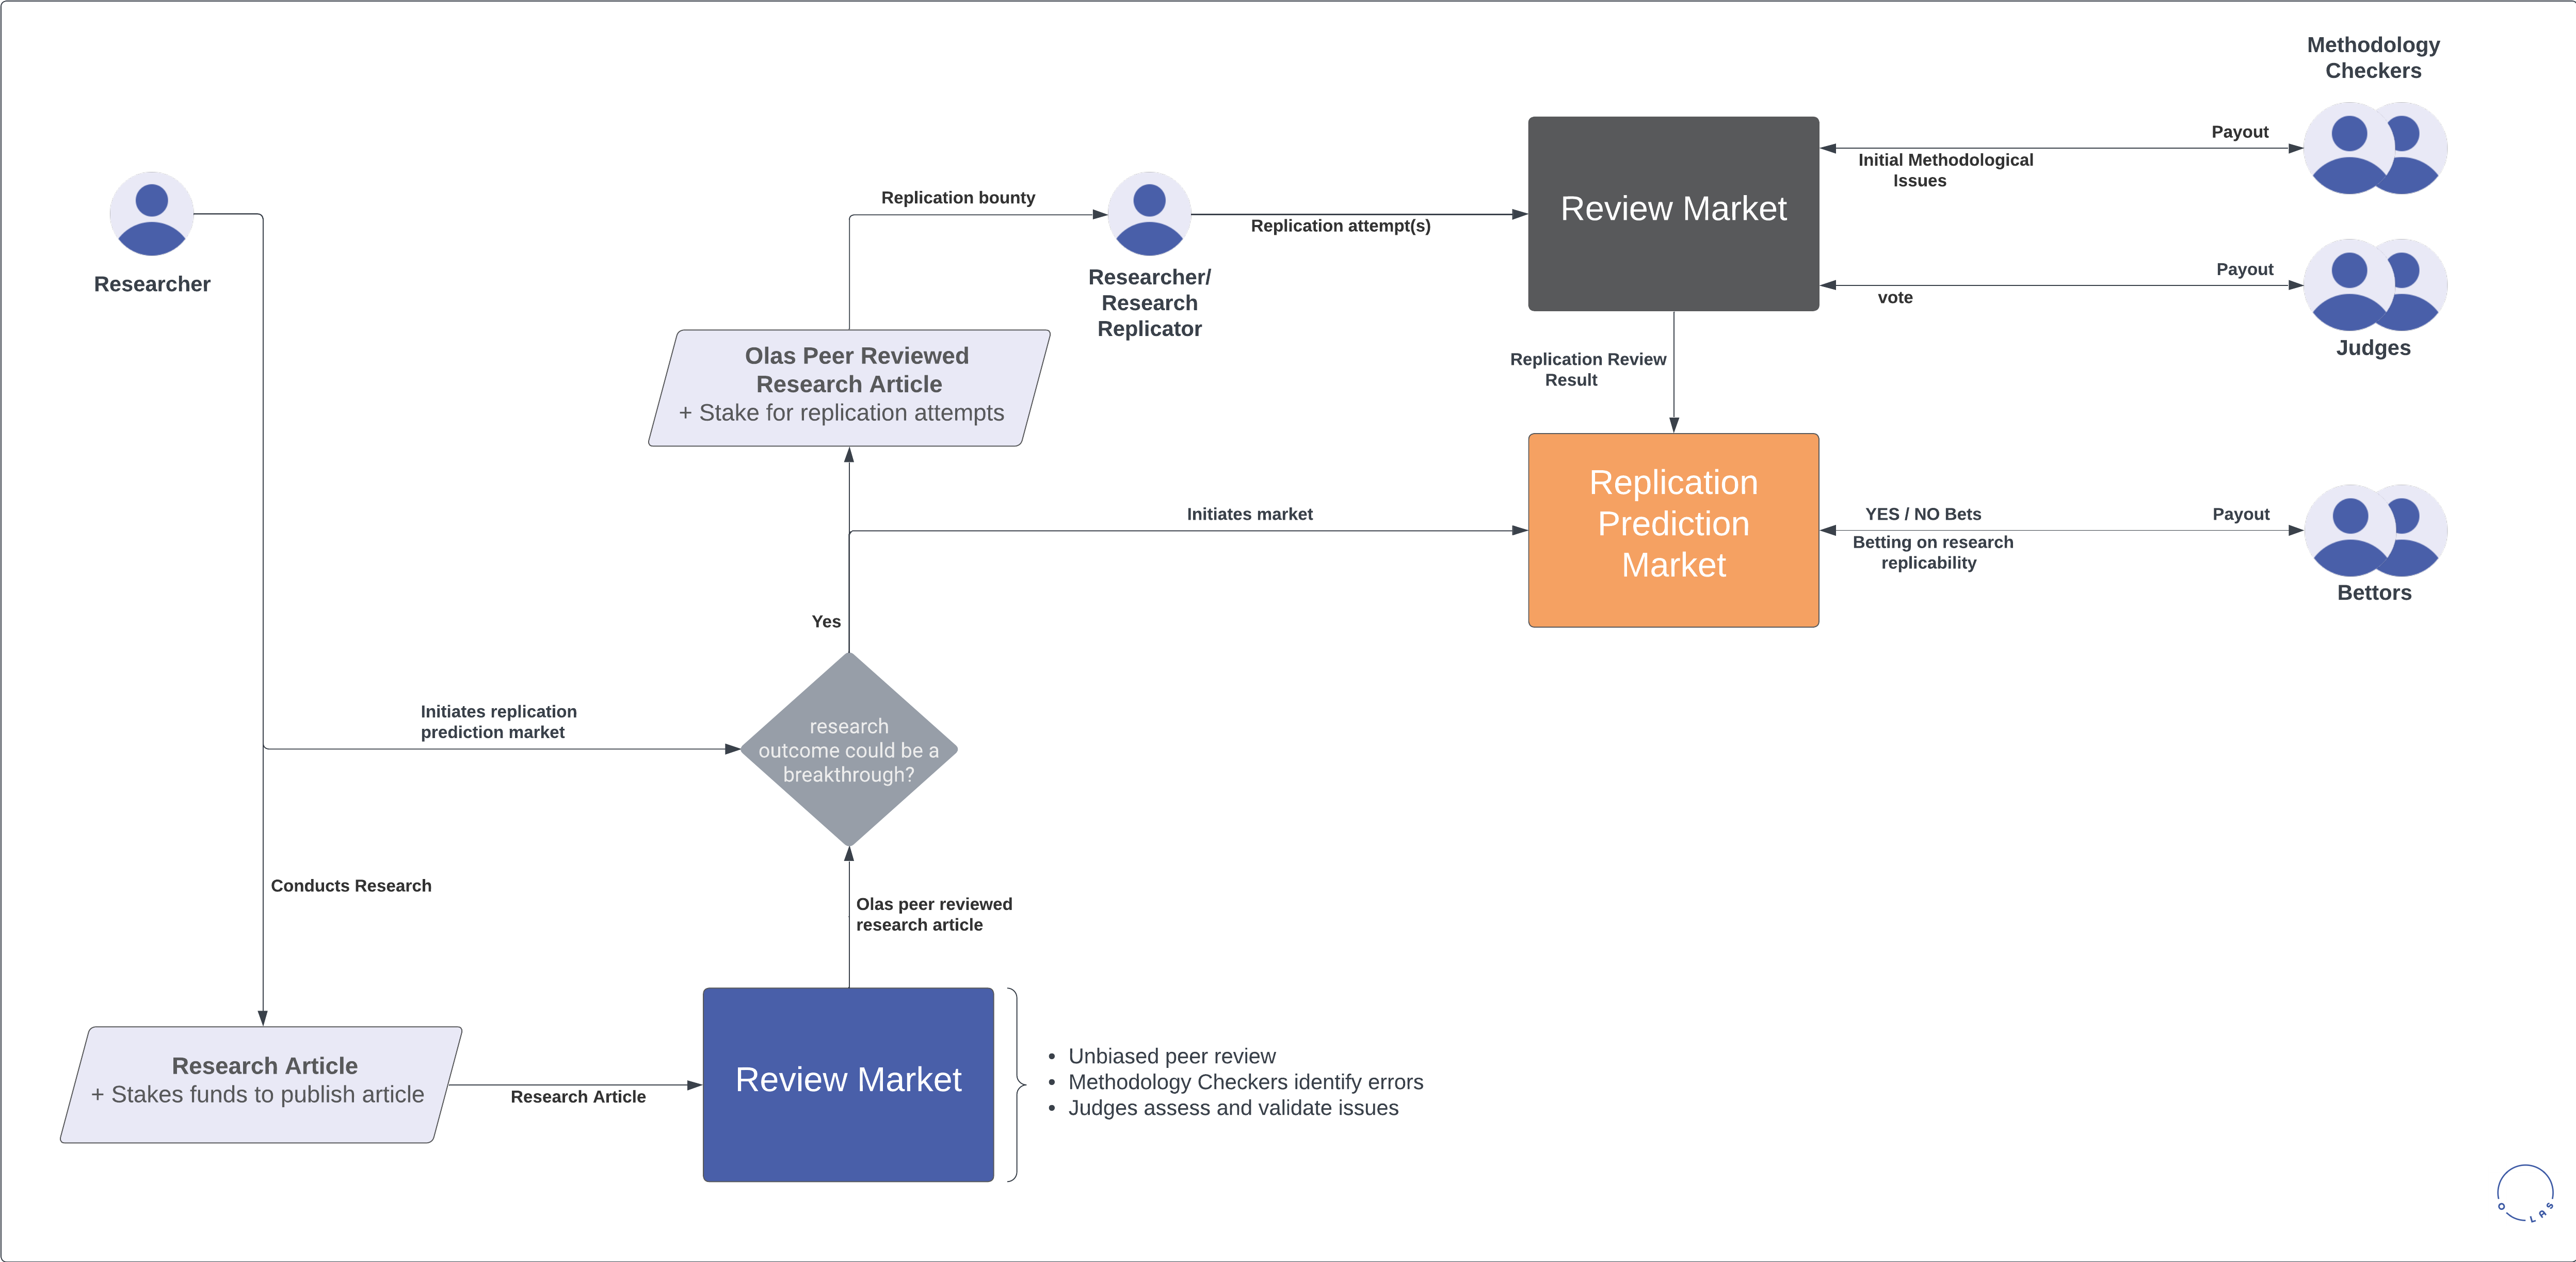 Methodology
Checkers
Payout
Initial Methodological
Issues
Review Market
Replication bounty
Replication attempt(s)
Researcher
Researcher/
Research
Replicator
Payout
vote
Judges
Olas Peer Reviewed
Research Article
+ Stake for replication attempts
Replication Review
Result
Replication
Prediction
Market
Initiates market
YES / NO Bets
Payout
Betting on research
replicability
Bettors
Yes
Initiates replication
prediction market
research
outcome could be a
breakthrough?
Conducts Research
Olas peer reviewed
research article
Research Article
+ Stakes funds to publish article
Research Article
Review Market
• Unbiased peer review
• Methodology Checkers identify errors
• Judges assess and validate issues
OLAS